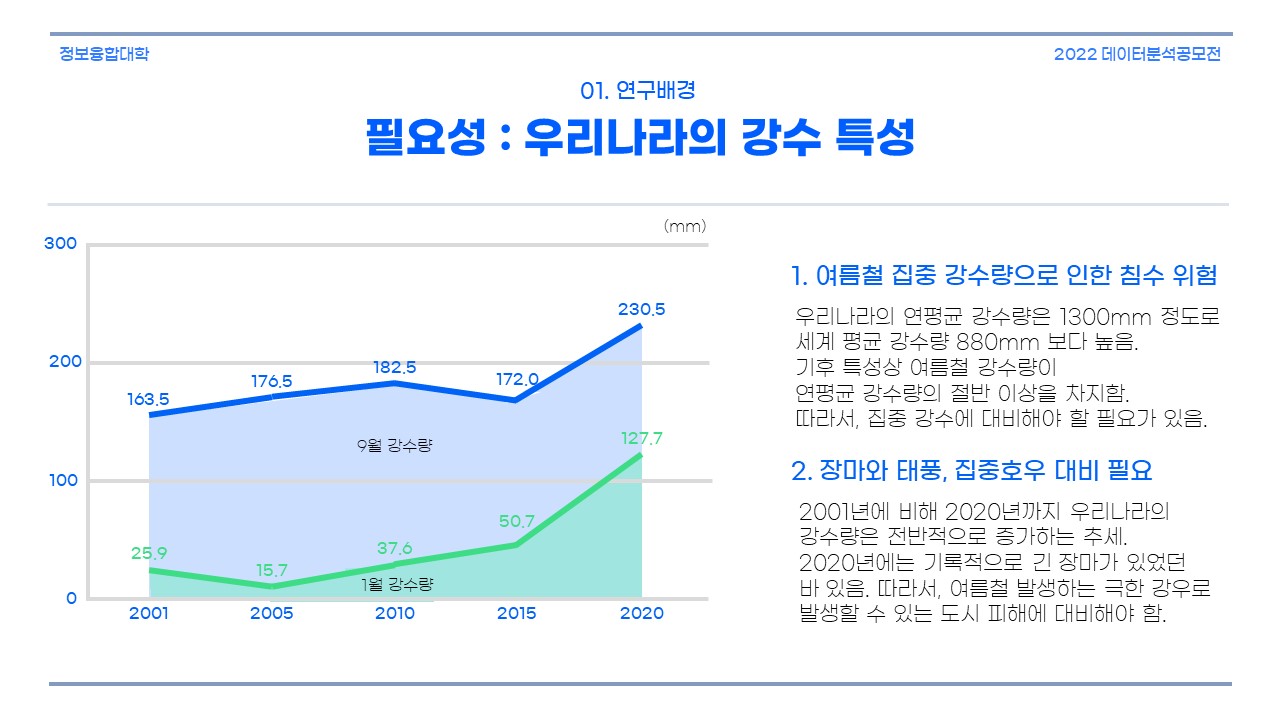 정보융합대학
2022 데이터분석공모전
01. 연구배경
필요성 : 우리나라의 강수 특성
(mm)
300
200
100
0
163.5
176.5
182.5
172.0
230.5
9월 강수량
25.9
15.7
37.6
50.7
127.7
1월 강수량
2001
2005
2010
2015
2020
1. 여름철 집중 강수량으로 인한 침수 위험
우리나라의 연평균 강수량은 1300mm 정도로
세계 평균 강수량 880mm 보다 높음.
기후 특성상 여름철 강수량이
연평균 강수량의 절반 이상을 차지함.
따라서, 집중 강수에 대비해야 할 필요가 있음.
2. 장마와 태풍, 집중호우 대비 필요
2001년에 비해 2020년까지 우리나라의
강수량은 전반적으로 증가하는 추세.
2020년에는 기록적으로 긴 장마가 있었던
바 있음. 따라서, 여름철 발생하는 극한 강우로
발생할 수 있는 도시 피해에 대비해야 함.